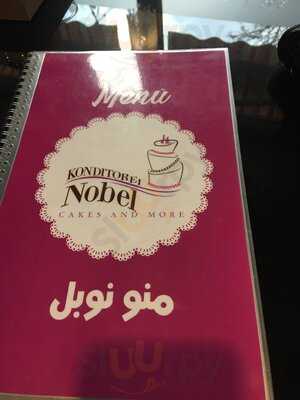 Menu
KONDITOREI
Nobel
CAKES AND MORE
منو نوبل